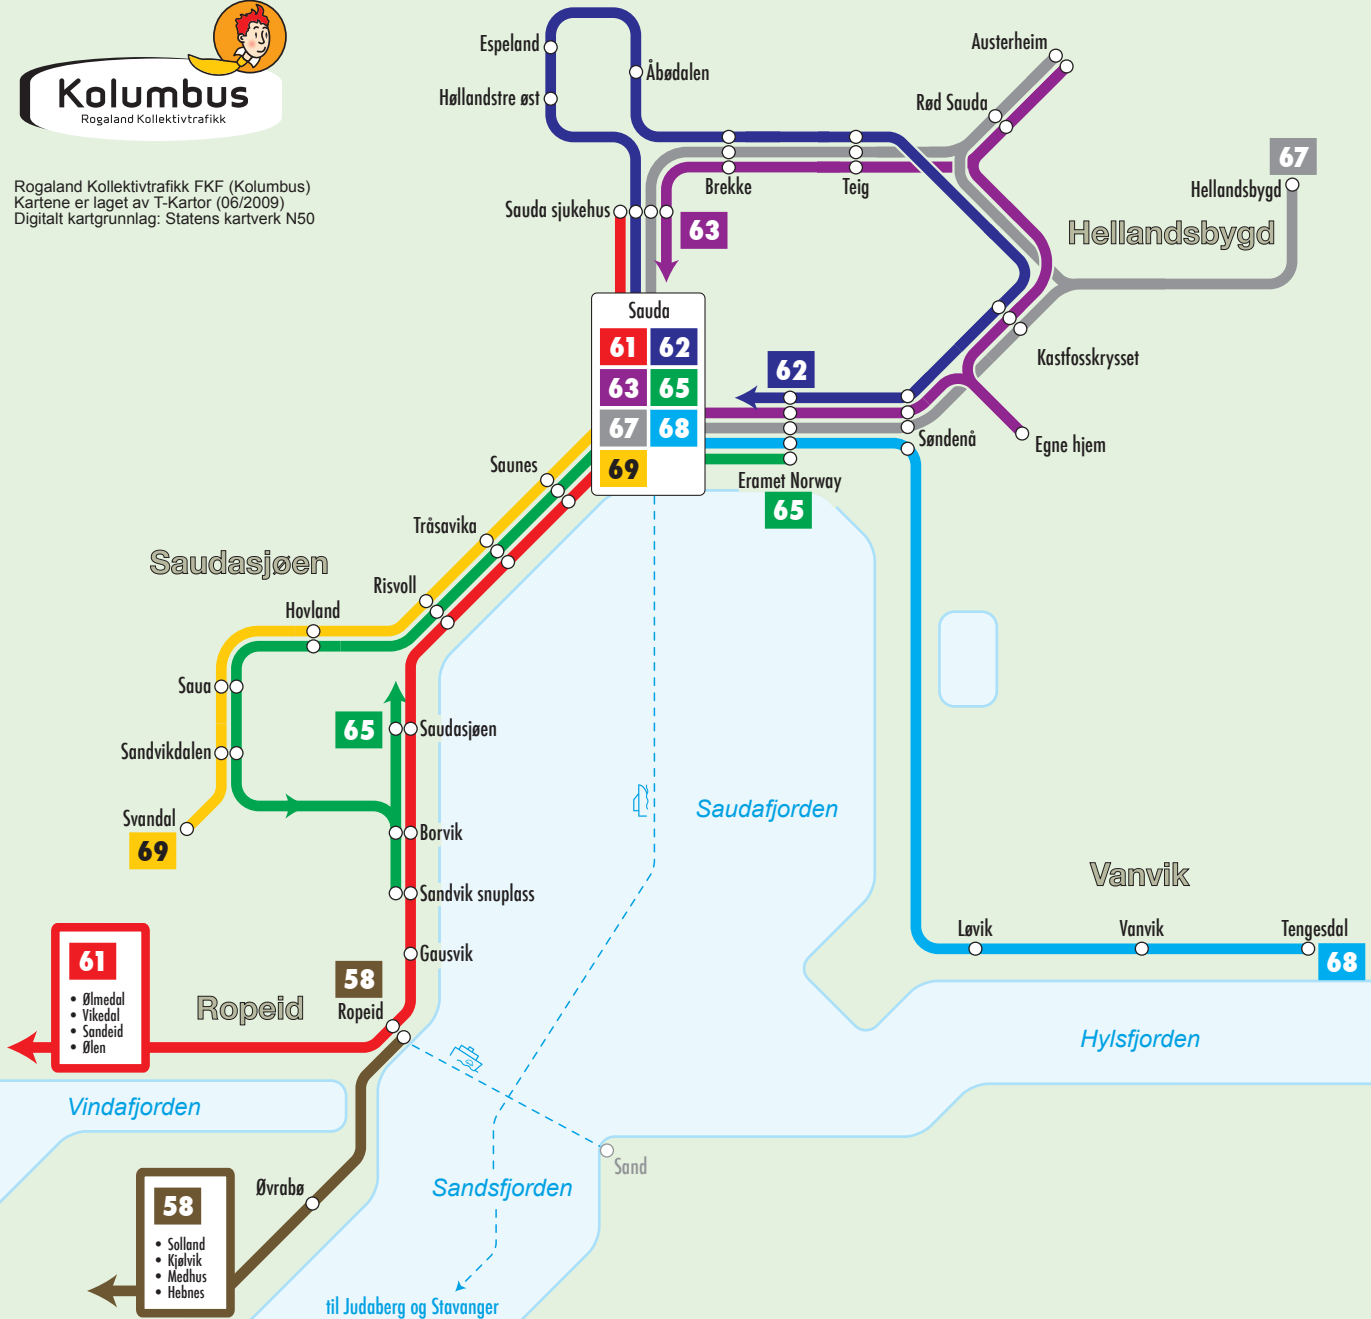 Kolumbus
Rogaland Kollektivtrafikk
Rogaland Kollektivtrafikk FKF (Kolumbus)
Kartene er laget av T-Kartor (06/2009)
Digitalt kartgrunnlag: Statens kartverk N50
Espeland
Høllandstre øst
Åbødalen
Austerheim
Rød Sauda
67
Hellandsbygd
Hellandsbygd
Brekke
Teig
Sauda sjukehus
63
Sauda
61 62
63 65
67 68
69
62
Kastfosskrysset
Søndenå
Egne hjem
Eramet Norway
65
Saunes
Tråsavika
Risvoll
Saudasjøen
Hovland
Saua
Sandvikdalen
Svandal
69
65
Saudasjøen
Borvik
Sandvik snuplass
Gausvik
58
Ropeid
Ropeid
61
• Ølmedal
• Vikedal
• Sandeid
• Ølen
Saudafjorden
Vanvik
Løvik
Vanvik
Tengesdal
68
Hylsfjorden
Vindafjorden
Sand
Sandsfjorden
Øvrabø
58
• Solland
• Kjølvik
• Medhus
• Hebnes
til Judaberg og Stavanger